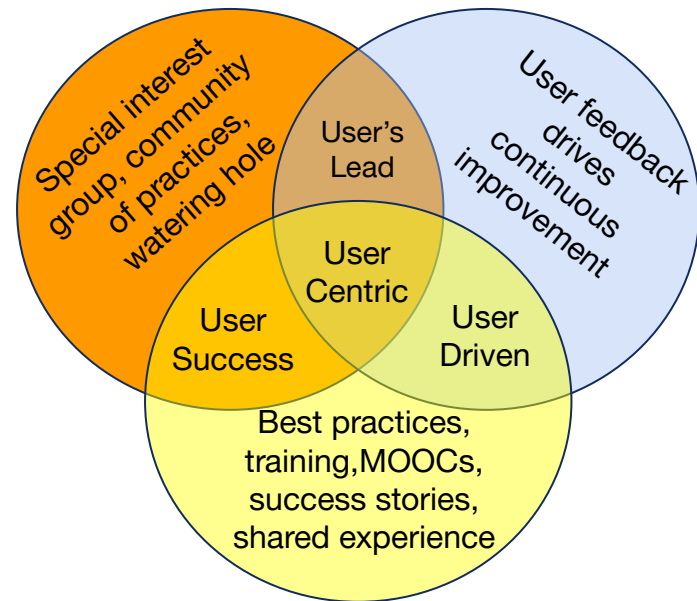 Special interest
group, community
of practices,
watering hole
User's
Lead
User feedback
drives
continuous
improvement
User
Centric
User
Success
User
Driven
Best practices,
training,MOOCs,
success stories,
shared experience